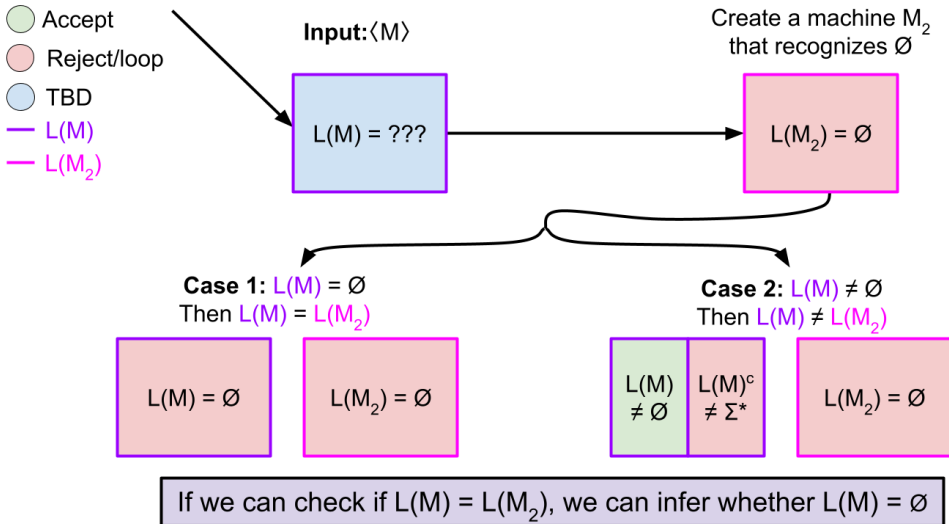 Accept
Reject/loop
TBD
L(M)
L(M₂)
Input:⟨M⟩
L(M) = ???
Create a machine M₂
that recognizes Ø
L(M₂) = Ø
Case 1: L(M) = Ø
Then L(M) = L(M₂)
L(M) = Ø
L(M₂) = Ø
Case 2: L(M) ≠ Ø
Then L(M) ≠ L(M₂)
L(M)
≠ Ø
L(M)ᶜ
≠ Σ*
L(M₂) = Ø
If we can check if L(M) = L(M₂), we can infer whether L(M) = Ø